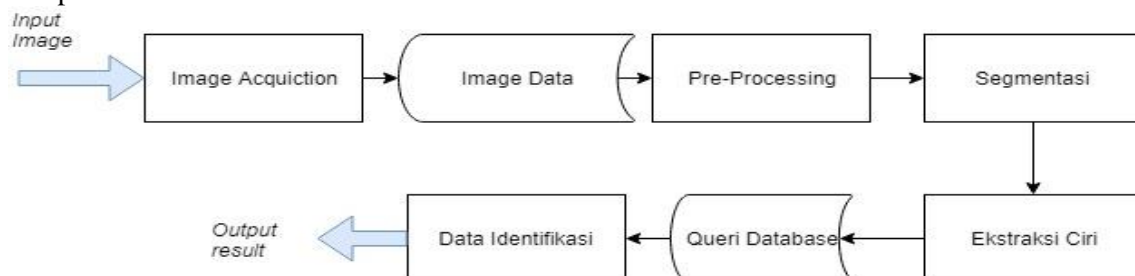 Input
Image
Image Acquiction
Image Data
Pre-Processing
Segmentasi
Output
result
Data Identifikasi
Queri Database
Ekstraksi Ciri